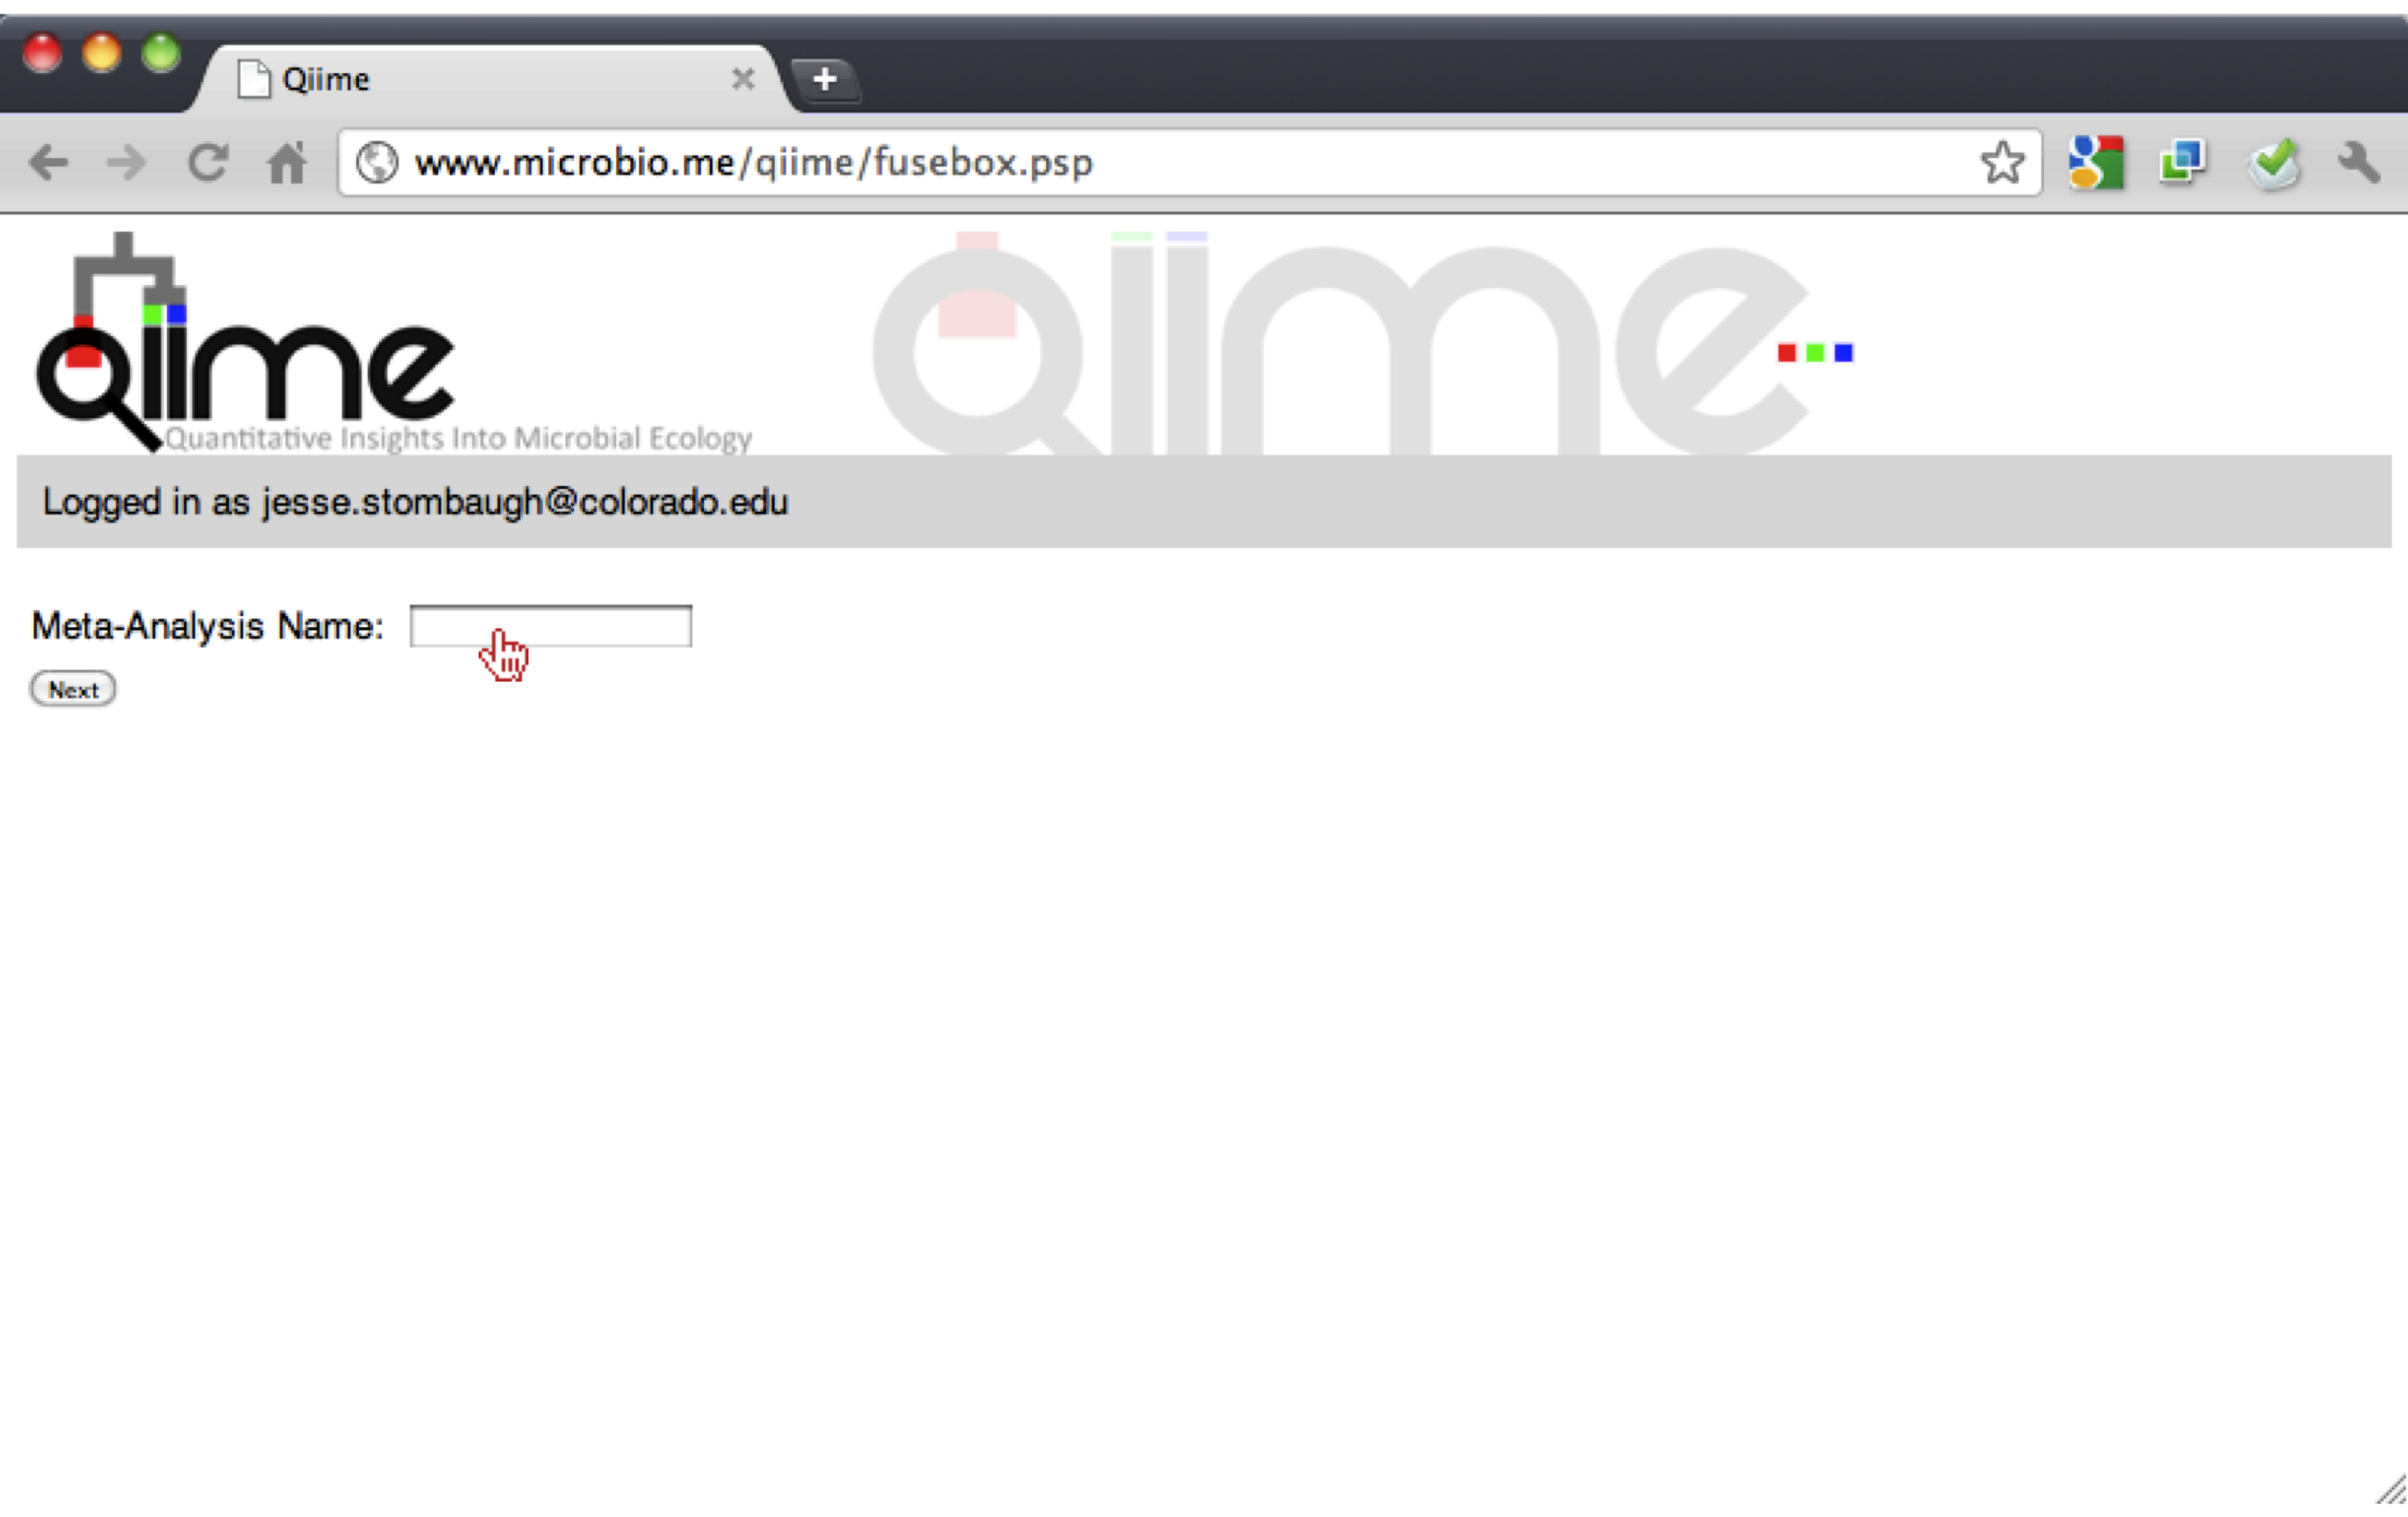 Qiime
www.microbio.me/qiime/fusebox.psp
Qiime
Qiime
Quantitative Insights Into Microbial Ecology
Logged in as jesse.stombaugh@colorado.edu
Meta-Analysis Name:
Next